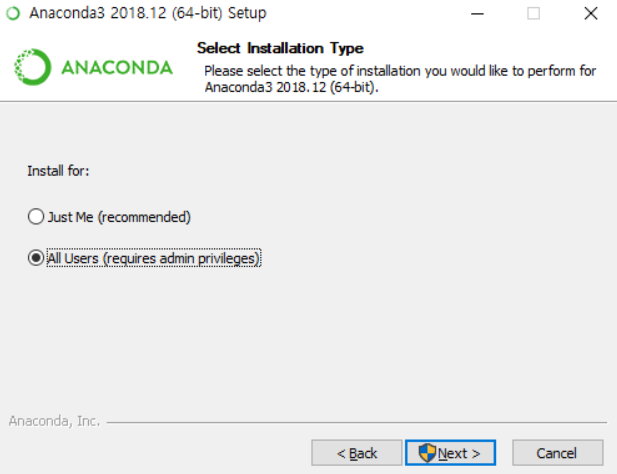 Anaconda3 2018.12 (64-bit) Setup
ANACONDA
Select Installation Type
Please select the type of installation you would like to perform for
Anaconda3 2018.12 (64-bit).
Install for:
Just Me (recommended)
All Users (requires admin privileges)
Anaconda, Inc.
< Back
Next >
Cancel